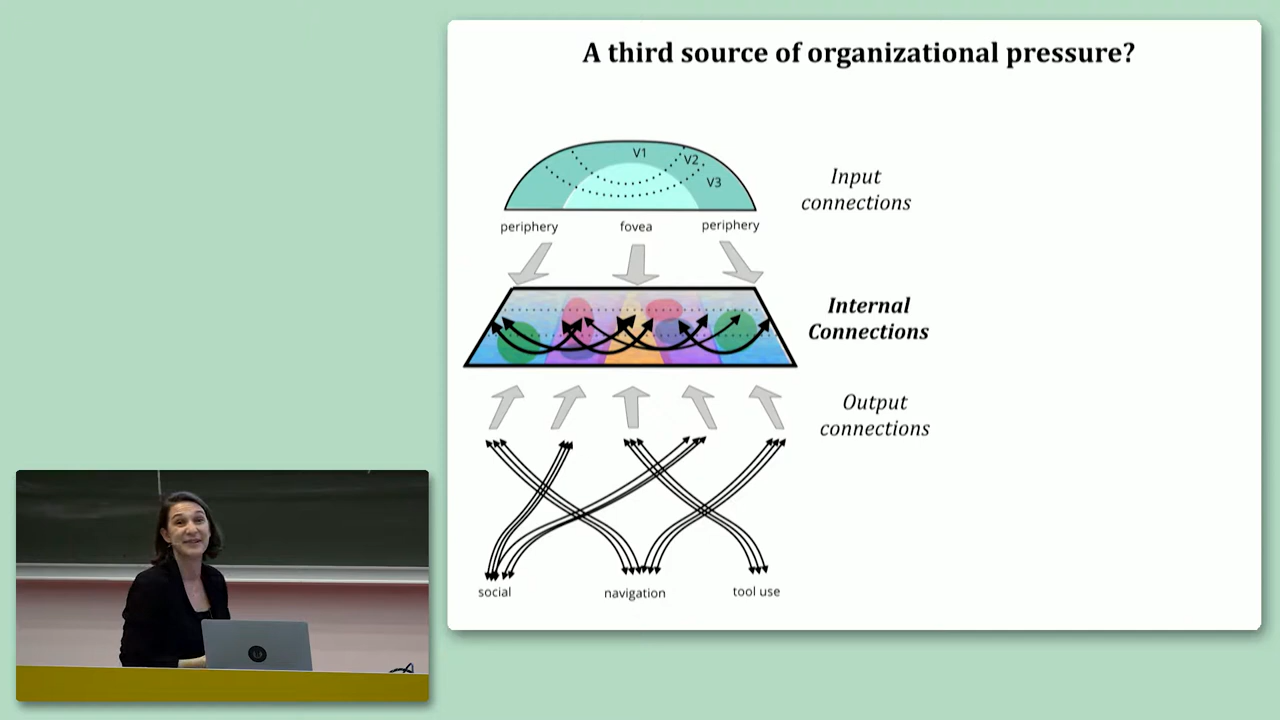 A third source of organizational pressure?
V1
V2
V3
Input
connections
periphery
fovea
periphery
Internal
Connections
Output
connections
social
navigation
tool use